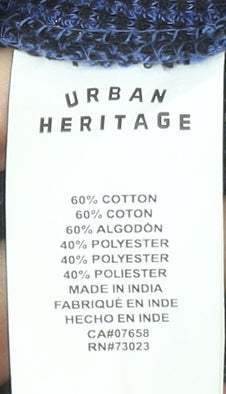 URBAN
HERITAGE
60% COTTON
60% COTON
60% ALGODÓN
40% POLYESTER
40% POLYESTER
40% POLIESTER
MADE IN INDIA
FABRIQUÉ EN INDE
HECHO EN INDE
CA#07658
RN#73023